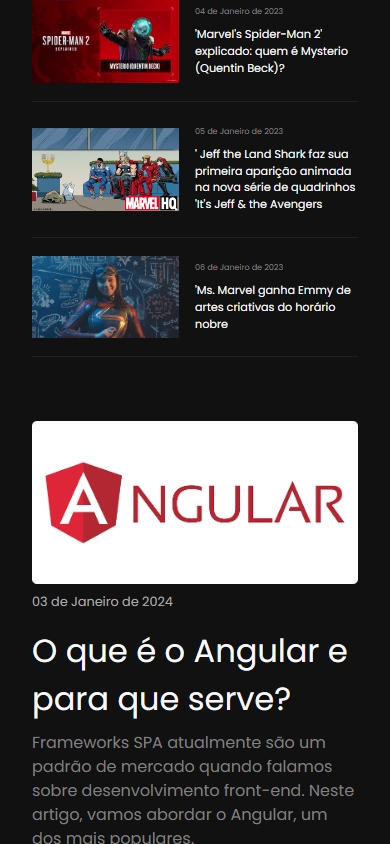 04 de Janeiro de 2023
MARVEL
SPIDER-MAN 2
EXPLAINED
MYSTERIO (QUENTIN BECK)
'Marvel's Spider-Man 2'
explicado: quem é Mysterio
(Quentin Beck)?
05 de Janeiro de 2023
MARVEL HQ
' Jeff the Land Shark faz sua
primeira aparição animada
na nova série de quadrinhos
'It's Jeff & the Avengers
06 de Janeiro de 2023
'Ms. Marvel ganha Emmy de
artes criativas do horário
nobre
A NGULAR
03 de Janeiro de 2024
O que é o Angular e
para que serve?
Frameworks SPA atualmente são um
padrão de mercado quando falamos
sobre desenvolvimento front-end. Neste
artigo, vamos abordar o Angular, um
dos mais populares.